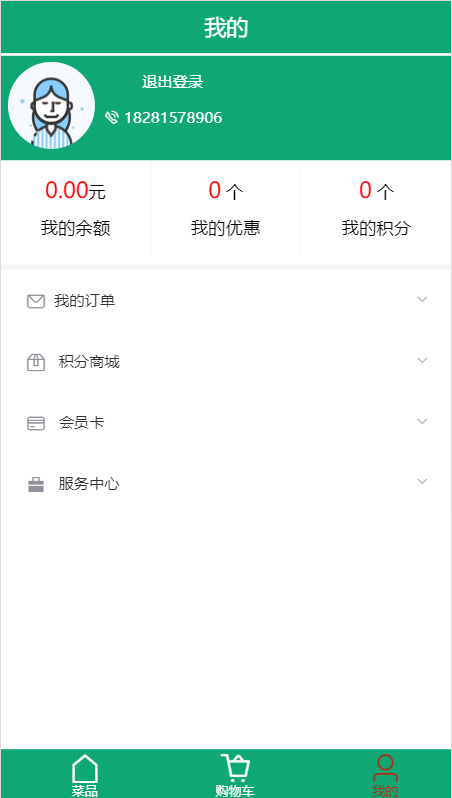 我的
退出登录
18281578906
0.00元
0 个
0 个
我的余额
我的优惠
我的积分
我的订单
积分商城
会员卡
服务中心
菜品
购物车
我的